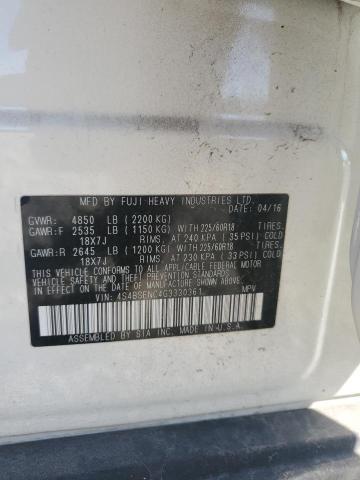 MFD BY FUJI HEAVY INDUSTRIES LTD.
DATE: 04/16
GVWR: 4850 LB (2200 KG)
GAWR:F 2535 LB (1150 KG) WITH 225/60R18 TIRES.
18X7J RIMS, AT 240 KPA (35 PSI) COLD.
GAWR:R 2645 LB (1200 KG) WITH 225/60R18 TIRES.
18X7J RIMS, AT 230 KPA (33 PSI) COLD.
THIS VEHICLE CONFORMS TO ALL APPLICABLE FEDERAL MOTOR
VEHICLE SAFETY STANDARDS IN EFFECT ON THE DATE OF
MANUFACTURE SHOWN ABOVE.
VIN: 4S4BSENC4G3330361 MPV
ASSEMBLED BY SIA INC. MADE IN U.S.A.